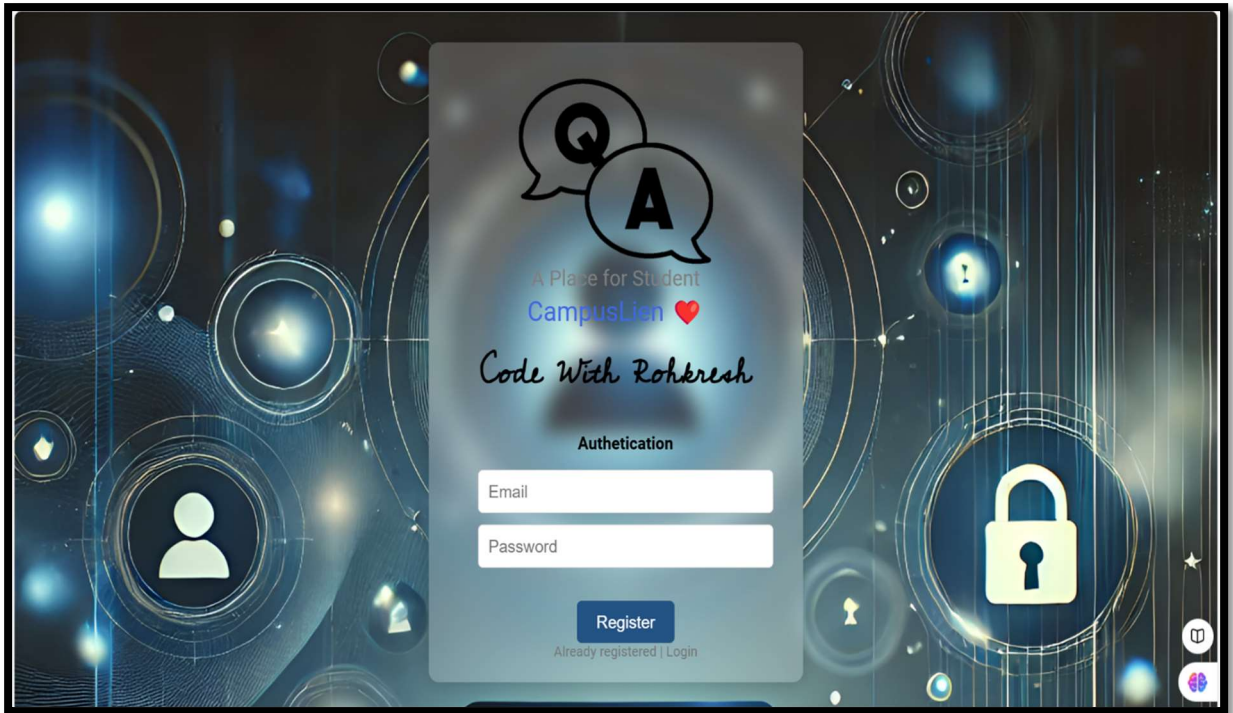 Q
A
A Place for Student
CampusLien ❤️
Code With Rohkresh
Authetication
Email
Password
Register
Already registered | Login